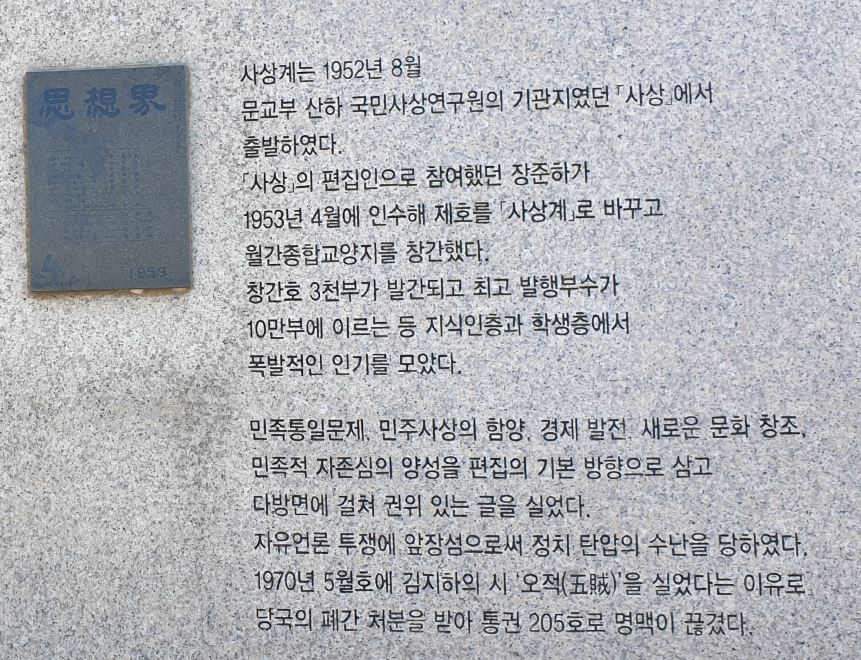 思想界
4
1953
사상계는 1952년 8월
문교부 산하 국민사상연구원의 기관지였던 「사상」에서
출발하였다.
「사상」의 편집인으로 참여했던 장준하가
1953년 4월에 인수해 제호를 「사상계」로 바꾸고
월간종합교양지를 창간했다.
창간호 3천부가 발간되고 최고 발행부수가
10만부에 이르는 등 지식인층과 학생층에서
폭발적인 인기를 모았다.
민족통일문제, 민주사상의 함양, 경제 발전, 새로운 문화 창조,
민족적 자존심의 양성을 편집의 기본 방향으로 삼고
다방면에 걸쳐 권위 있는 글을 실었다.
자유언론 투쟁에 앞장섬으로써 정치 탄압의 수난을 당하였다.
1970년 5월호에 김지하의 시 '오적(五賊)'을 실었다는 이유로
당국의 폐간 처분을 받아 통권 205호로 명맥이 끊겼다.